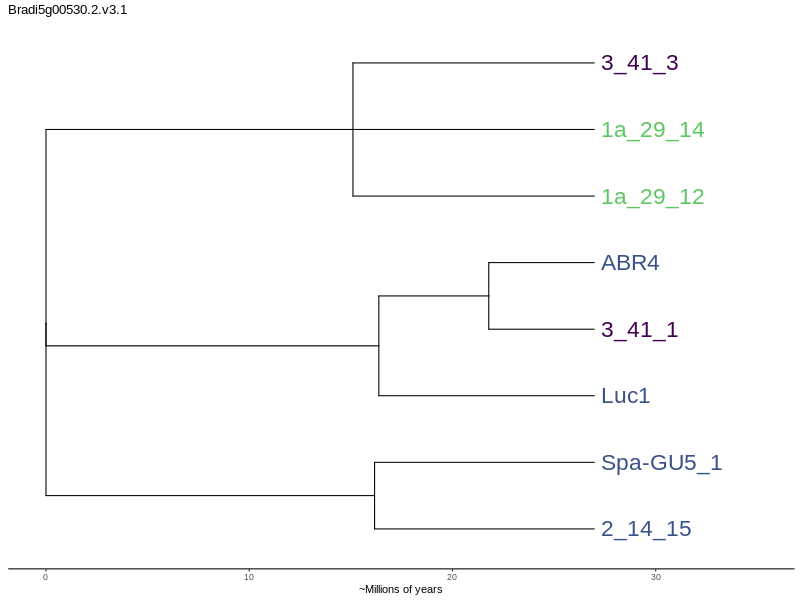 Bradi5g00530.2.v3.1
3_41_3
1a_29_14
1a_29_12
ABR4
3_41_1
Luc1
Spa-GU5_1
2_14_15
0 10 20 30
~Millions of years